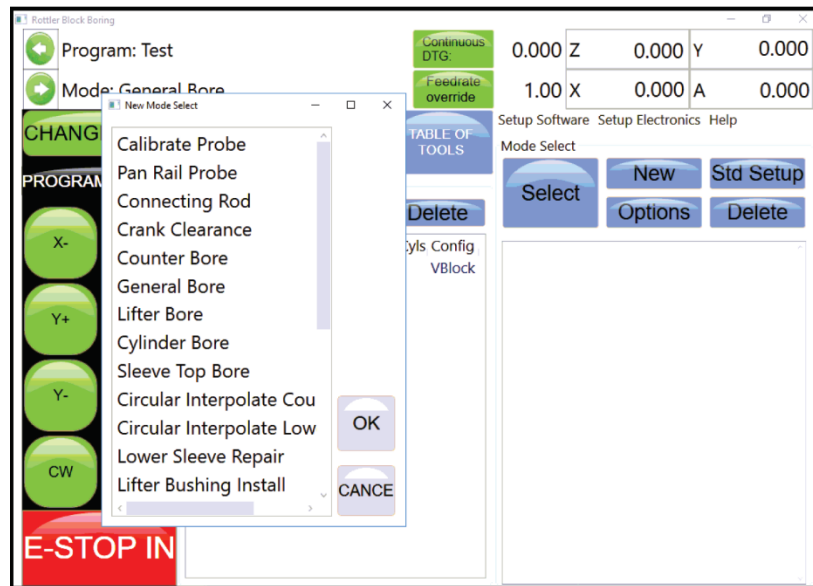 Rottler Block Boring
Program: Test
Continuous
DTG:
0.000 Z 0.000 Y 0.000
Mode: General Bore
Feedrate
override
1.00 X 0.000 A 0.000
New Mode Select
Calibrate Probe
Pan Rail Probe
Connecting Rod
Crank Clearance
Counter Bore
General Bore
Lifter Bore
Cylinder Bore
Sleeve Top Bore
Circular Interpolate Cou
Circular Interpolate Low
Lower Sleeve Repair
Lifter Bushing Install
OK
CANCE
CHANG
PROGRAM
X-
Y+
Y-
CW
E-STOP IN
TABLE OF
TOOLS
Delete
Cyls Config
VBlock
Setup Software Setup Electronics Help
Mode Select
Select
New
Std Setup
Options
Delete